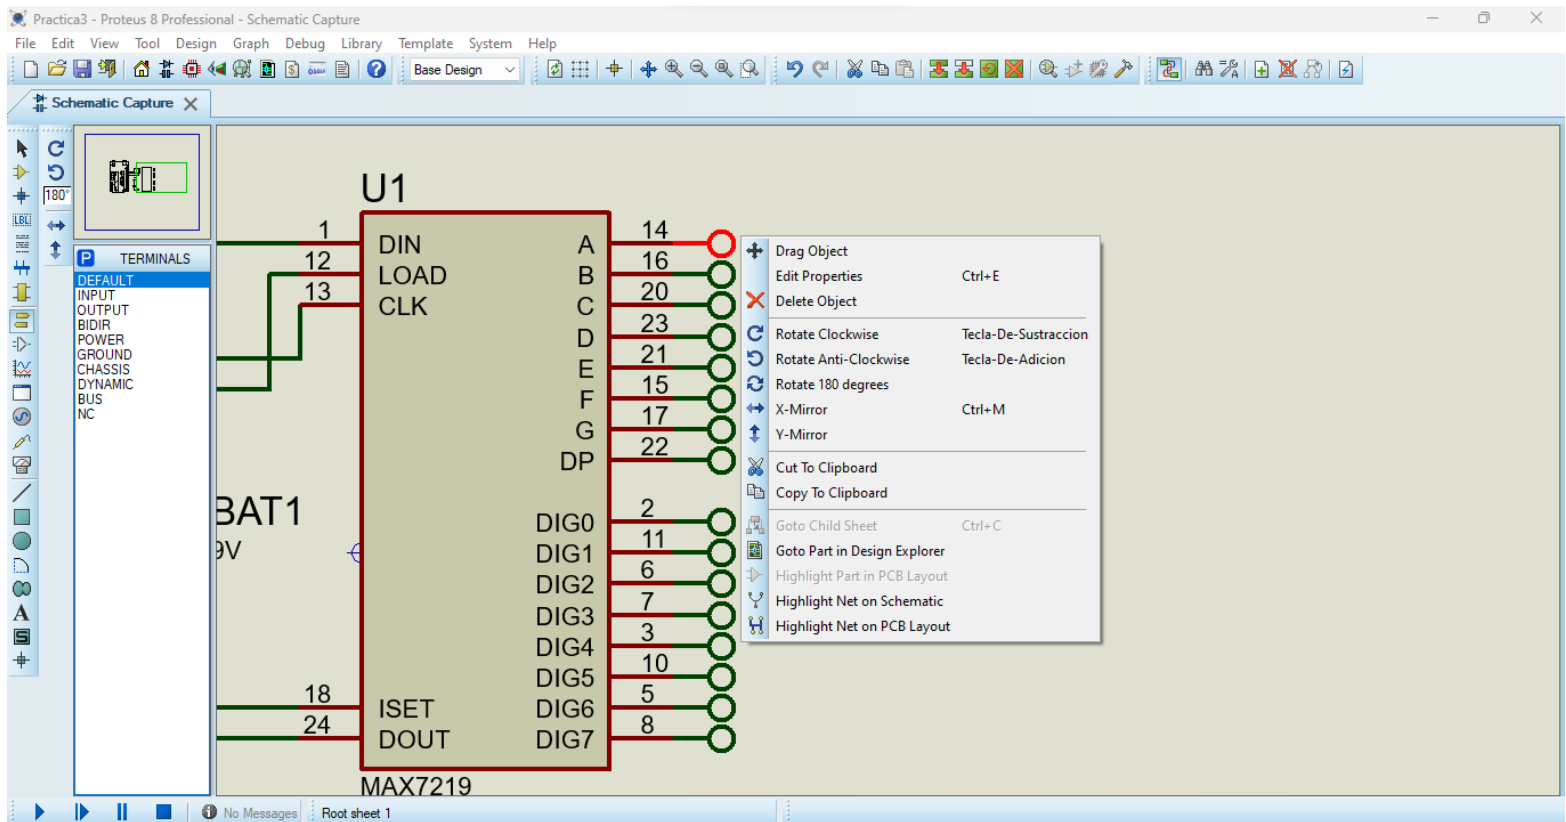 Practica3 - Proteus 8 Professional - Schematic Capture
File Edit View Tool Design Graph Debug Library Template System Help
Base Design
Schematic Capture
180°
LBL
P TERMINALS
DEFAULT
INPUT
OUTPUT
BIDIR
POWER
GROUND
CHASSIS
DYNAMIC
BUS
NC
A
S
U1
1 DIN
12 LOAD
13 CLK
18 ISET
24 DOUT
A 14
B 16
C 20
D 23
E 21
F 15
G 17
DP 22
DIG0 2
DIG1 11
DIG2 6
DIG3 7
DIG4 3
DIG5 10
DIG6 5
DIG7 8
MAX7219
BAT1
9V
Drag Object
Edit Properties Ctrl+E
Delete Object
Rotate Clockwise Tecla-De-Sustraccion
Rotate Anti-Clockwise Tecla-De-Adicion
Rotate 180 degrees
X-Mirror Ctrl+M
Y-Mirror
Cut To Clipboard
Copy To Clipboard
Goto Child Sheet Ctrl+C
Goto Part in Design Explorer
Highlight Part in PCB Layout
Highlight Net on Schematic
Highlight Net on PCB Layout
No Messages Root sheet 1